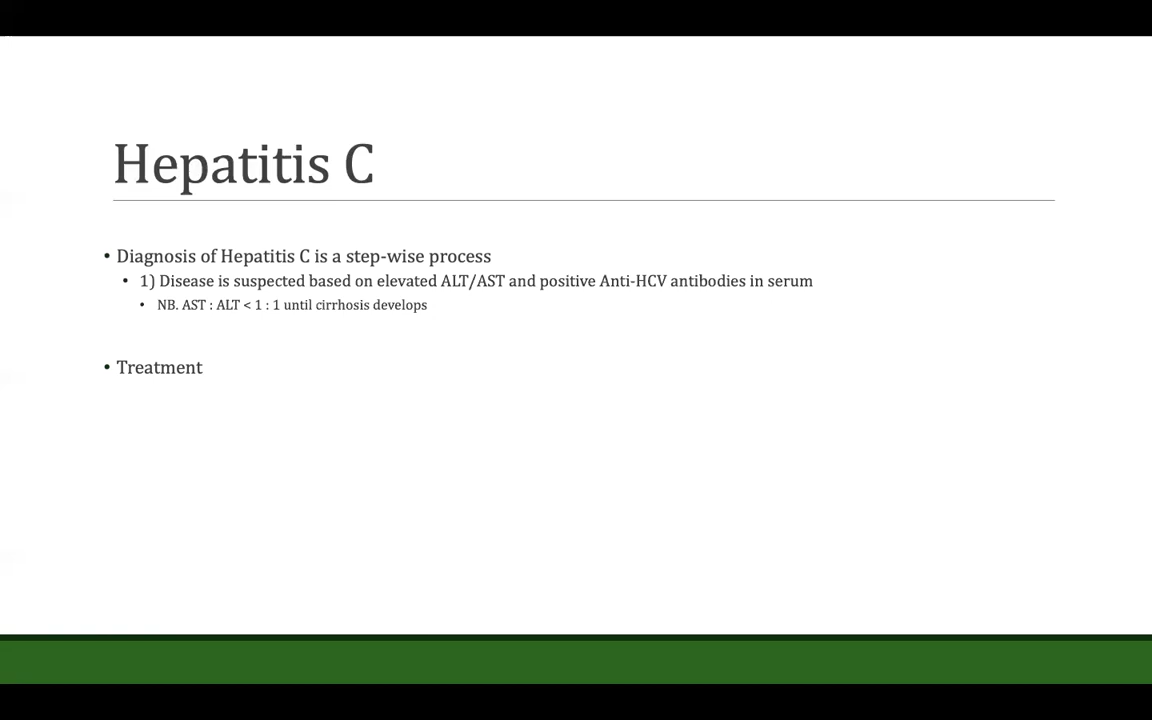 Hepatitis C
• Diagnosis of Hepatitis C is a step-wise process
• 1) Disease is suspected based on elevated ALT/AST and positive Anti-HCV antibodies in serum
• NB. AST : ALT < 1 : 1 until cirrhosis develops
• Treatment